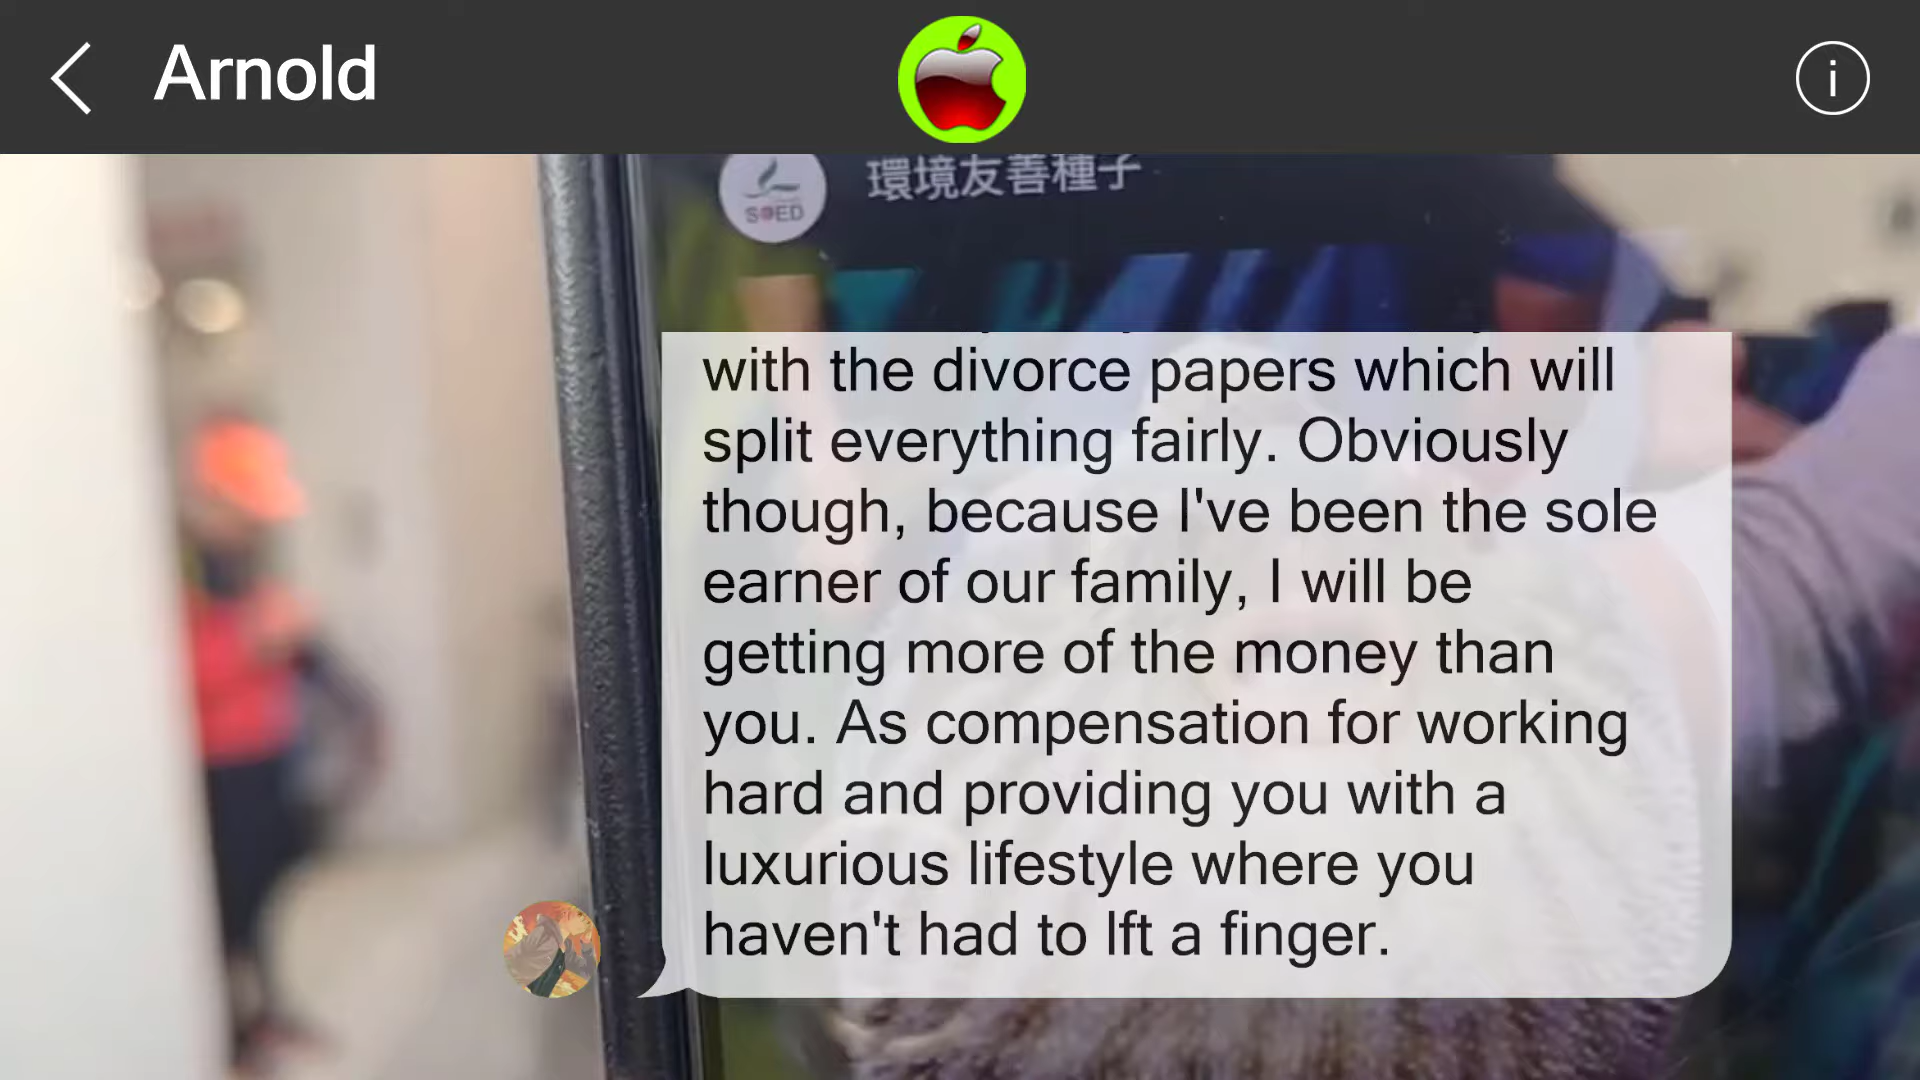 Arnold
i
環境友善種子
SEED
with the divorce papers which will
split everything fairly. Obviously
though, because I've been the sole
earner of our family, I will be
getting more of the money than
you. As compensation for working
hard and providing you with a
luxurious lifestyle where you
haven't had to lft a finger.